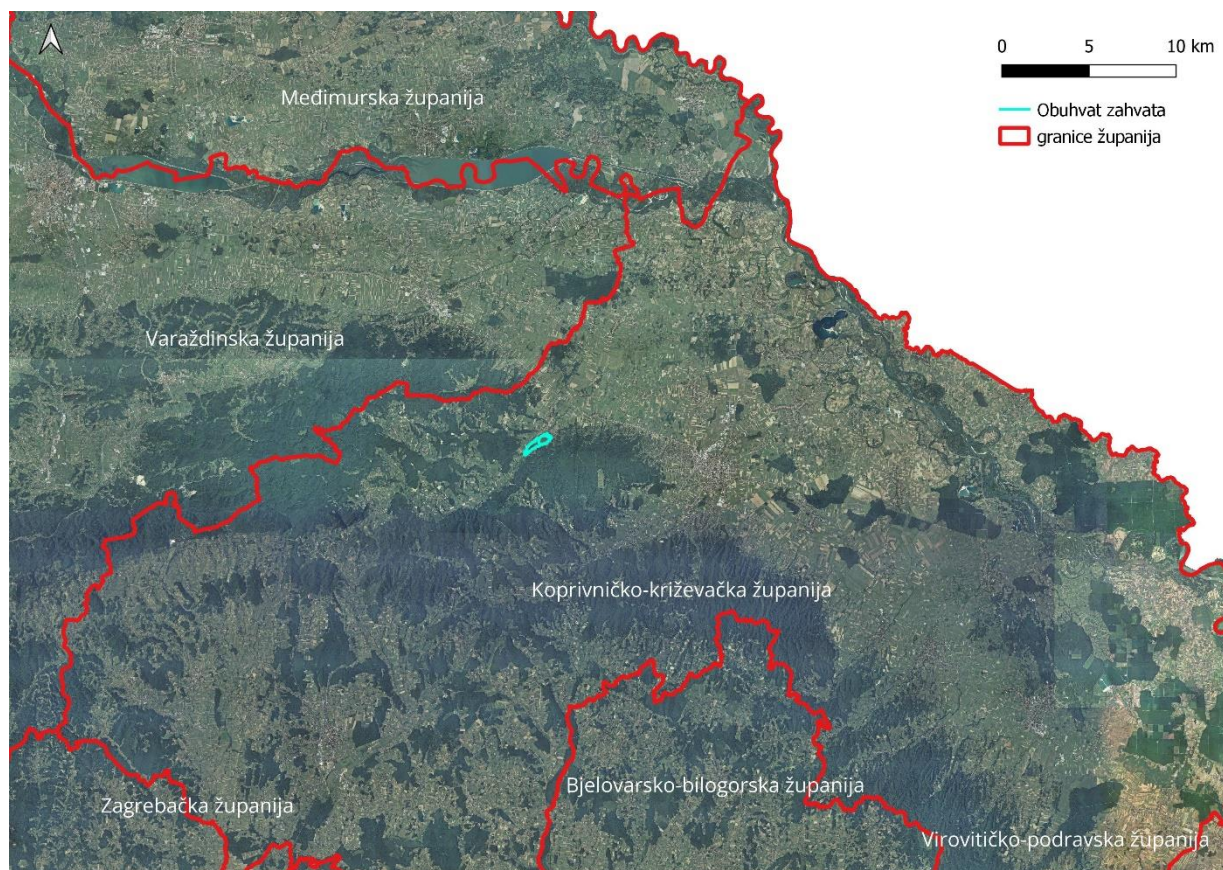 0 5 10 km
Obuhvat zahvata
granice županija
Međimurska županija
Varaždinska županija
Koprivničko-križevačka županija
Bjelovarsko-bilogorska županija
Zagrebačka županija
Virovitičko-podravska županija